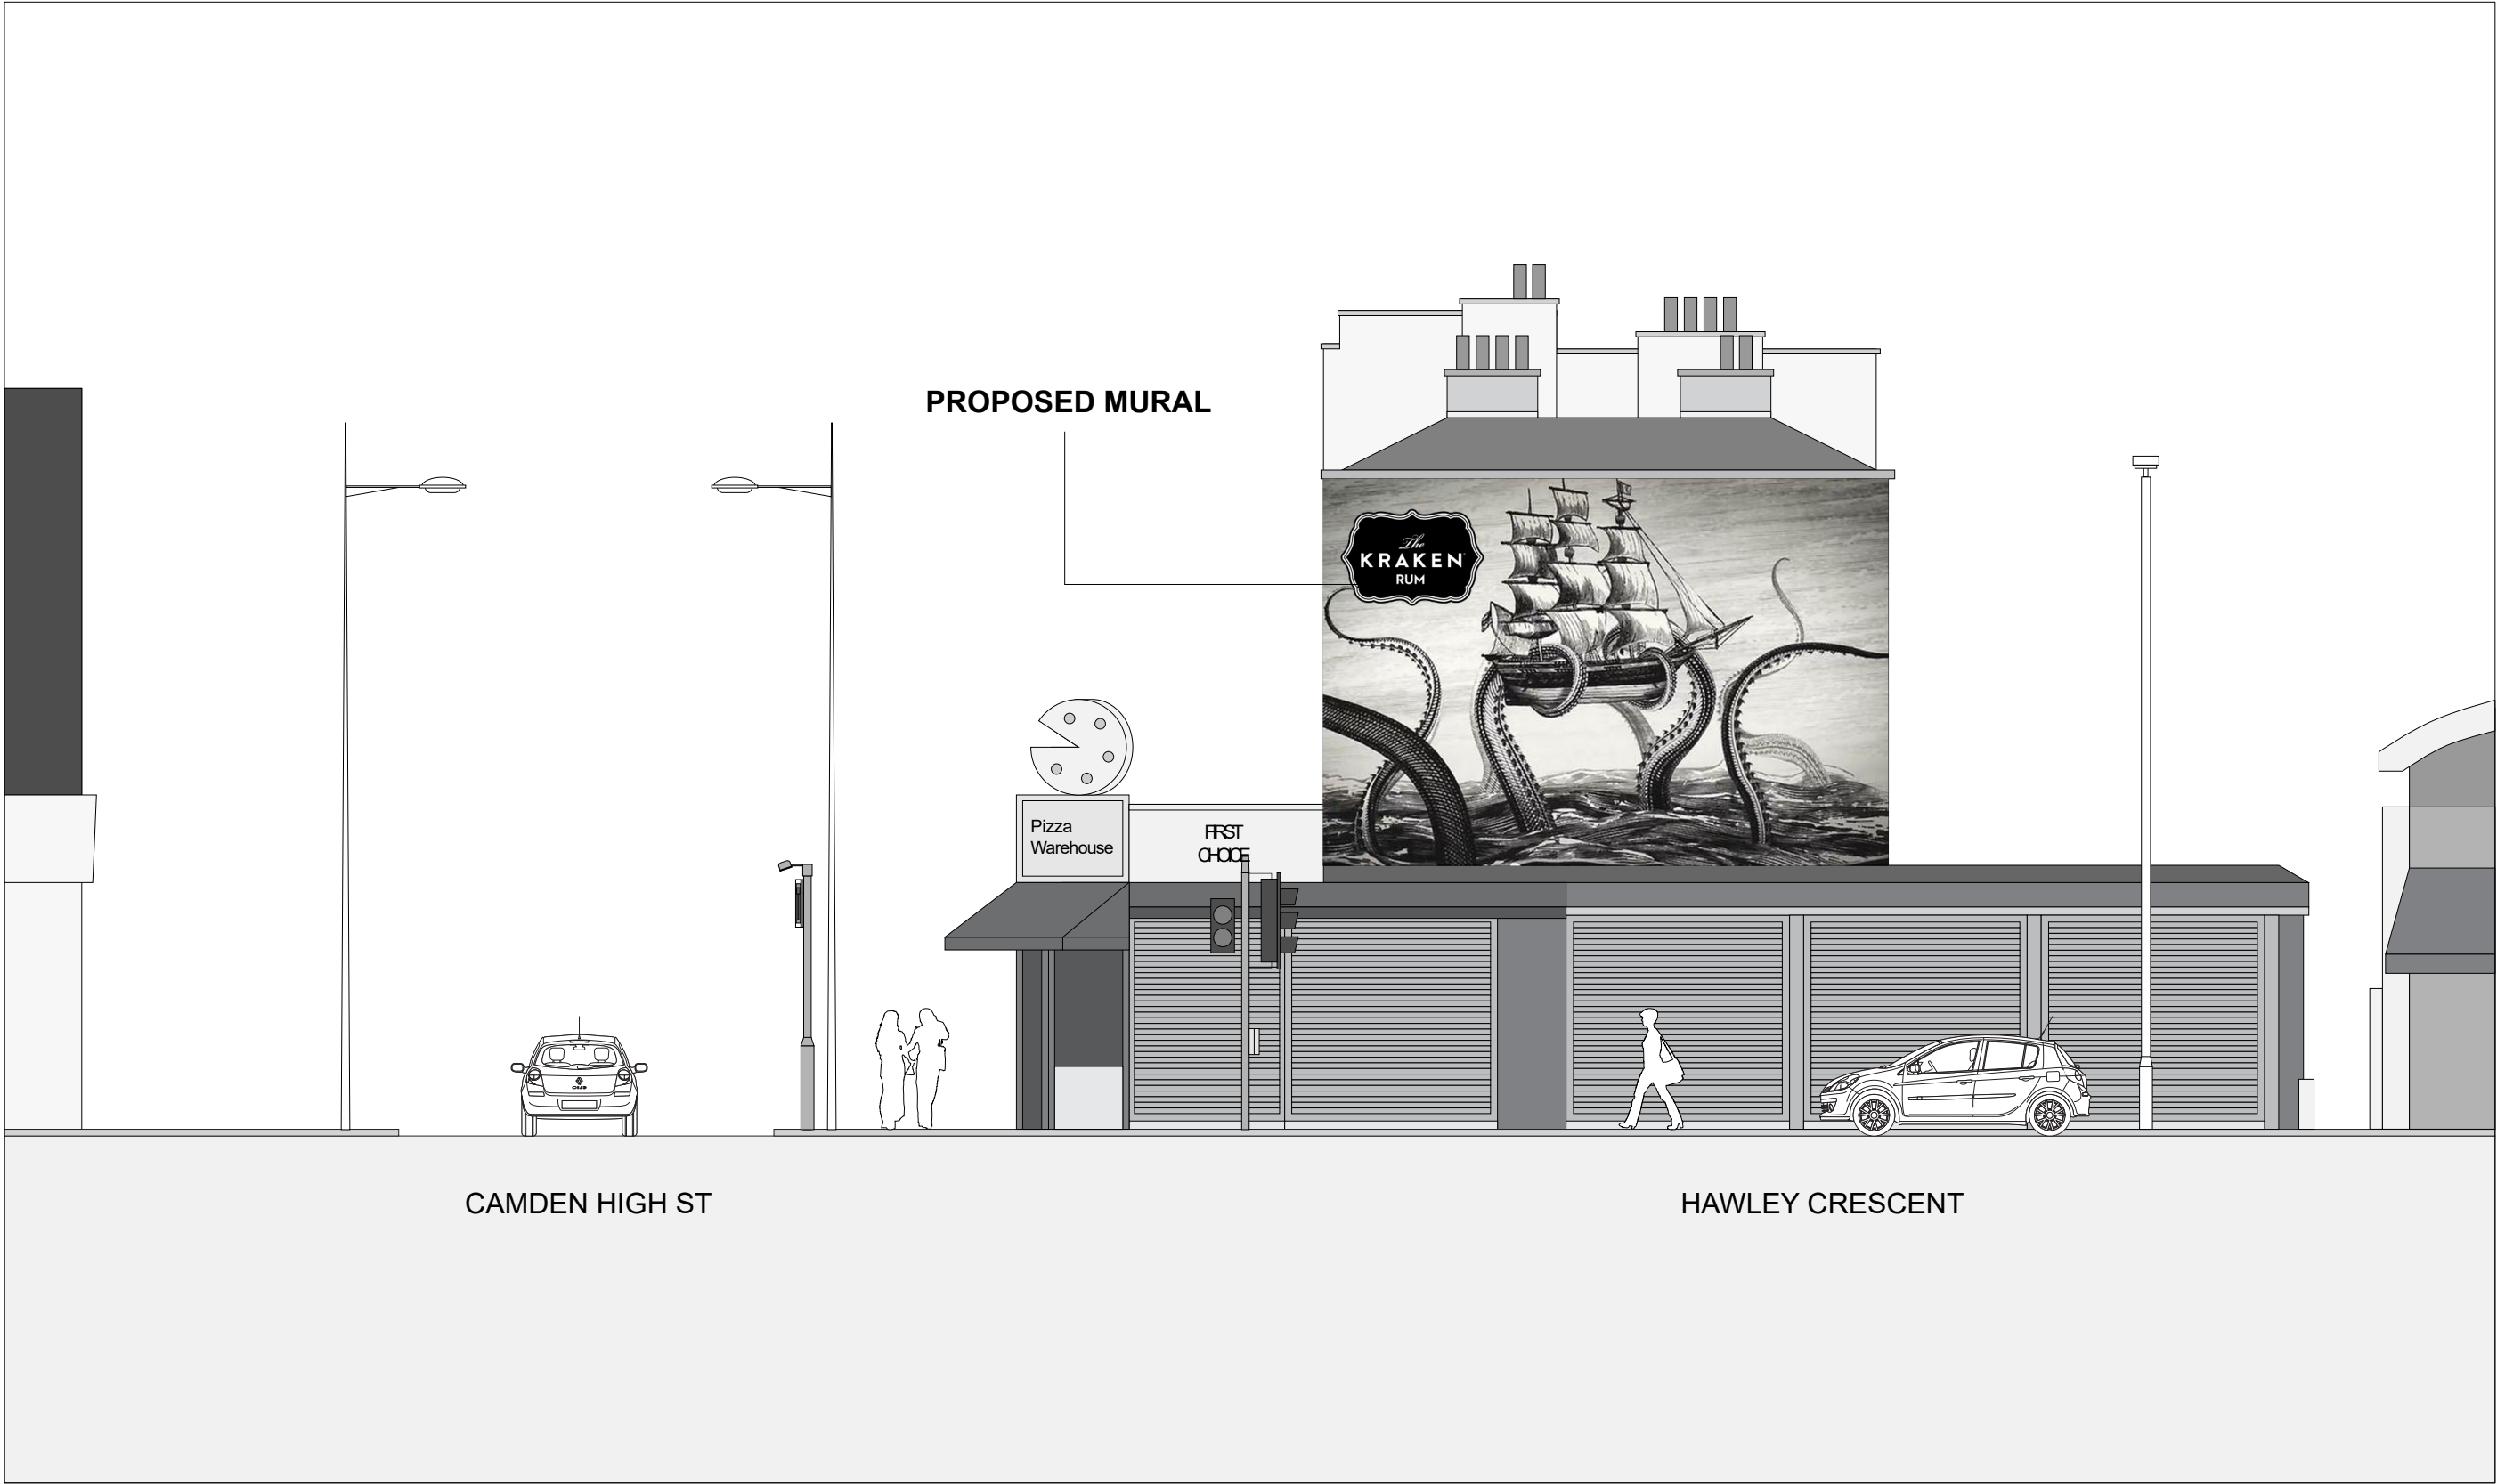 PROPOSED MURAL
The
KRAKEN
RUM
Pizza
Warehouse
FIRST
CHOICE
CAMDEN HIGH ST
HAWLEY CRESCENT